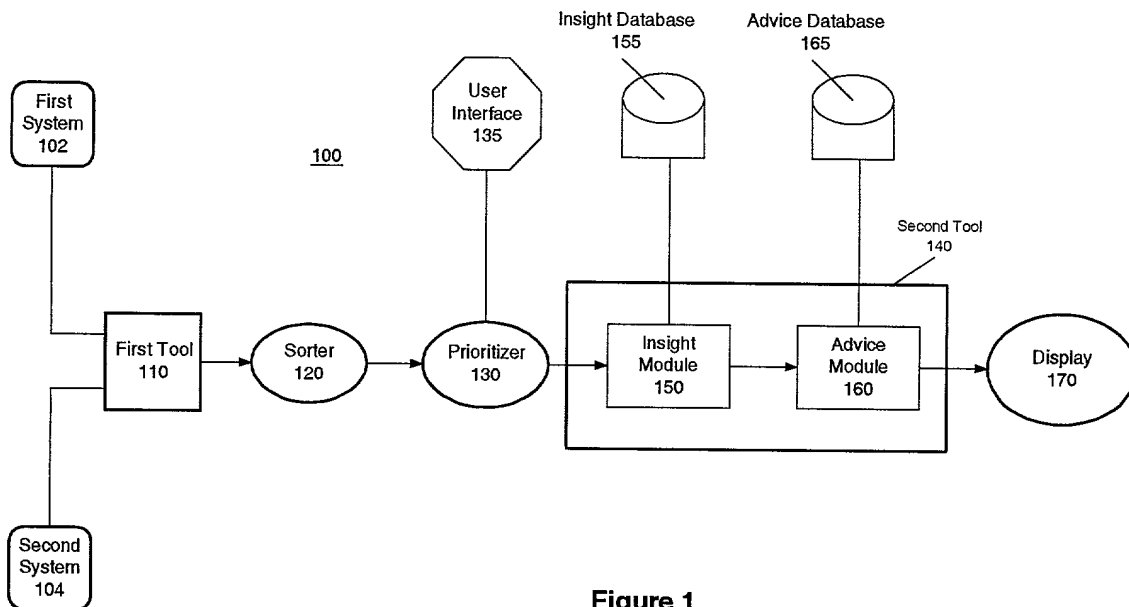 Insight Database
155
Advice Database
165
First
System
102
User
Interface
135
100
Second Tool
140
First Tool
110
Sorter
120
Prioritizer
130
Insight
Module
150
Advice
Module
160
Display
170
Second
System
104
Figure 1